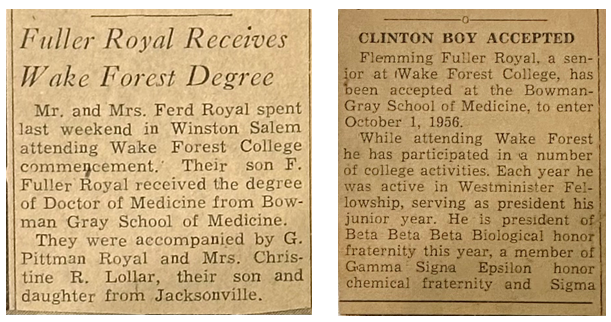 Fuller Royal Receives
Wake Forest Degree
Mr. and Mrs. Ferd Royal spent
last weekend in Winston Salem
attending Wake Forest College
commencement. Their son F.
Fuller Royal received the degree
of Doctor of Medicine from Bow-
man Gray School of Medicine.
They were accompanied by G.
Pittman Royal and Mrs. Chris-
tine R. Lollar, their son and
daughter from Jacksonville.
CLINTON BOY ACCEPTED
Flemming Fuller Royal, a sen-
ior at Wake Forest College, has
been accepted at the Bowman-
Gray School of Medicine, to enter
October 1, 1956.
While attending Wake Forest
he has participated in a number
of college activities. Each year he
was active in Westminister Fel-
lowship, serving as president his
junior year. He is president of
Beta Beta Beta Biological honor
fraternity this year, a member of
Gamma Signa Epsilon honor
chemical fraternity and Sigma